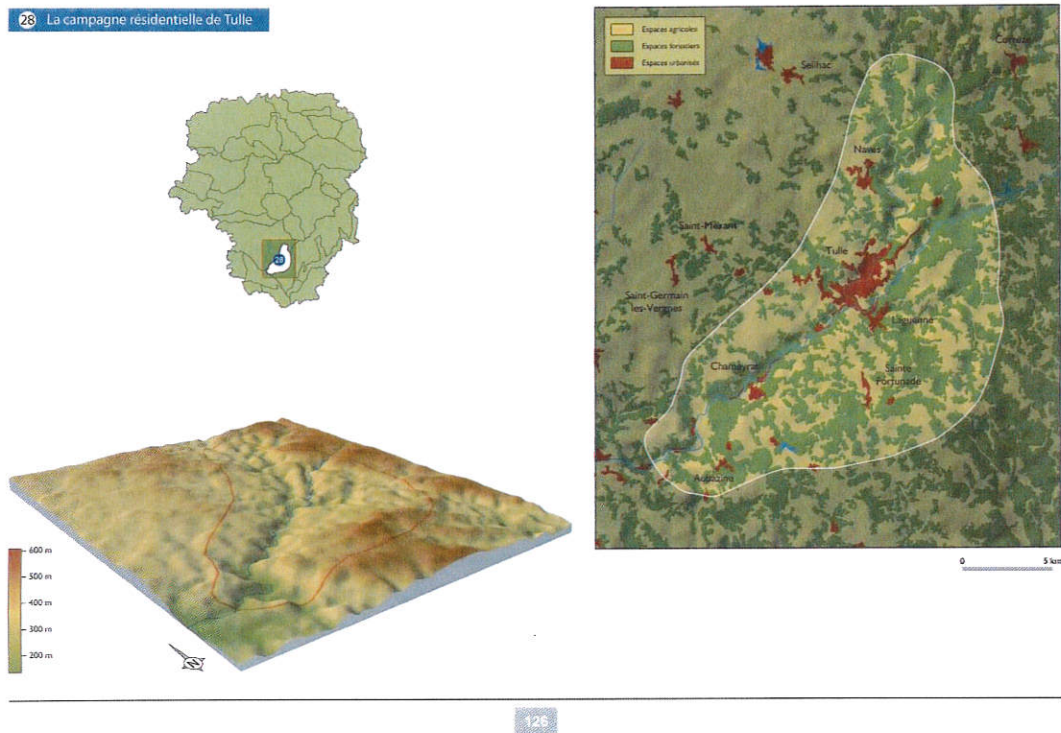 28 La campagne résidentielle de Tulle
28
600 m
500 m
400 m
300 m
200 m
N
Espaces agricoles
Espaces forestiers
Espaces urbanisés
Seilhac
Corrèze
Naves
Saint-Mexant
Tulle
Saint-Germain
les-Vergnes
Laguenne
Chameyrat
Sainte
Fortunade
Aubazine
0 5 km
126